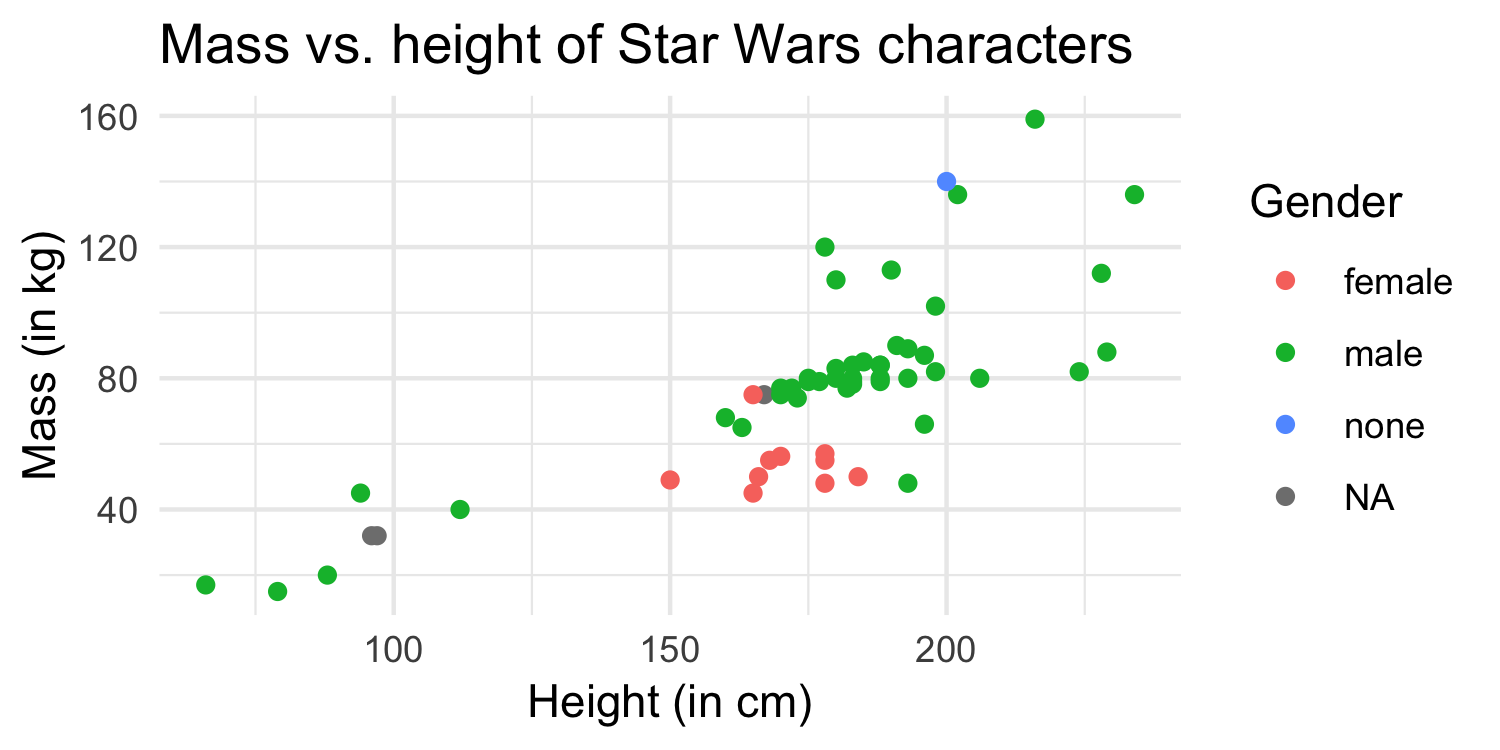 Mass vs. height of Star Wars characters
160
120
80
40
Mass (in kg)
100 150 200
Height (in cm)
Gender
female
male
none
NA